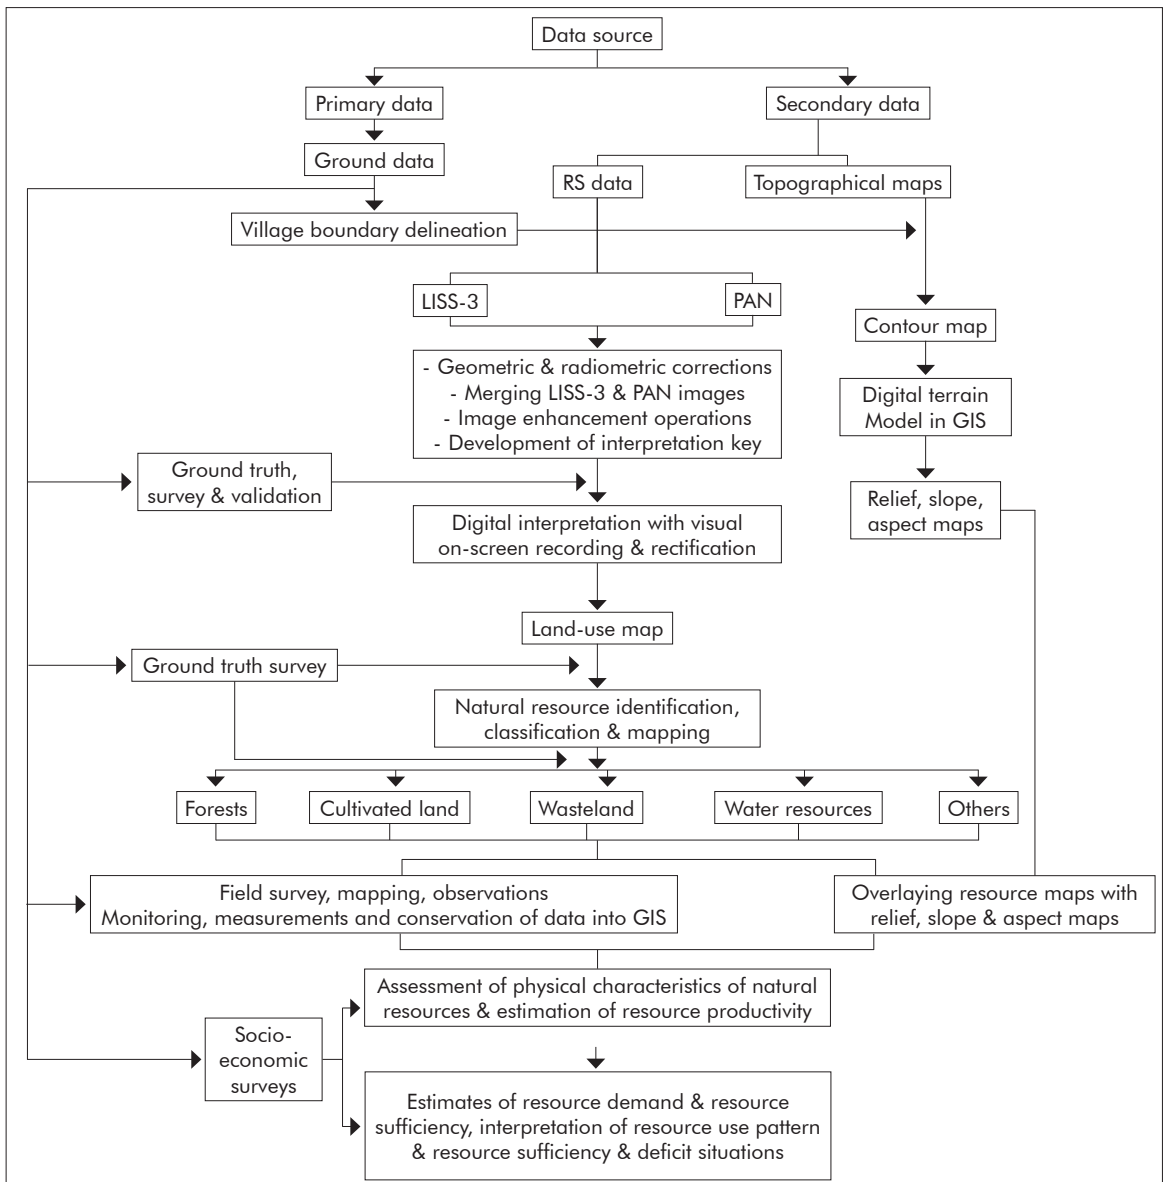 Data source
Primary data
Secondary data
Ground data
RS data
Topographical maps
Village boundary delineation
LISS-3
PAN
Contour map
- Geometric & radiometric corrections
- Merging LISS-3 & PAN images
- Image enhancement operations
- Development of interpretation key
Digital terrain
Model in GIS
Ground truth,
survey & validation
Relief, slope,
aspect maps
Digital interpretation with visual
on-screen recording & rectification
Land-use map
Ground truth survey
Natural resource identification,
classification & mapping
Forests
Cultivated land
Wasteland
Water resources
Others
Field survey, mapping, observations
Monitoring, measurements and conservation of data into GIS
Overlaying resource maps with
relief, slope & aspect maps
Assessment of physical characteristics of natural
resources & estimation of resource productivity
Socio-
economic
surveys
Estimates of resource demand & resource
sufficiency, interpretation of resource use pattern
& resource sufficiency & deficit situations